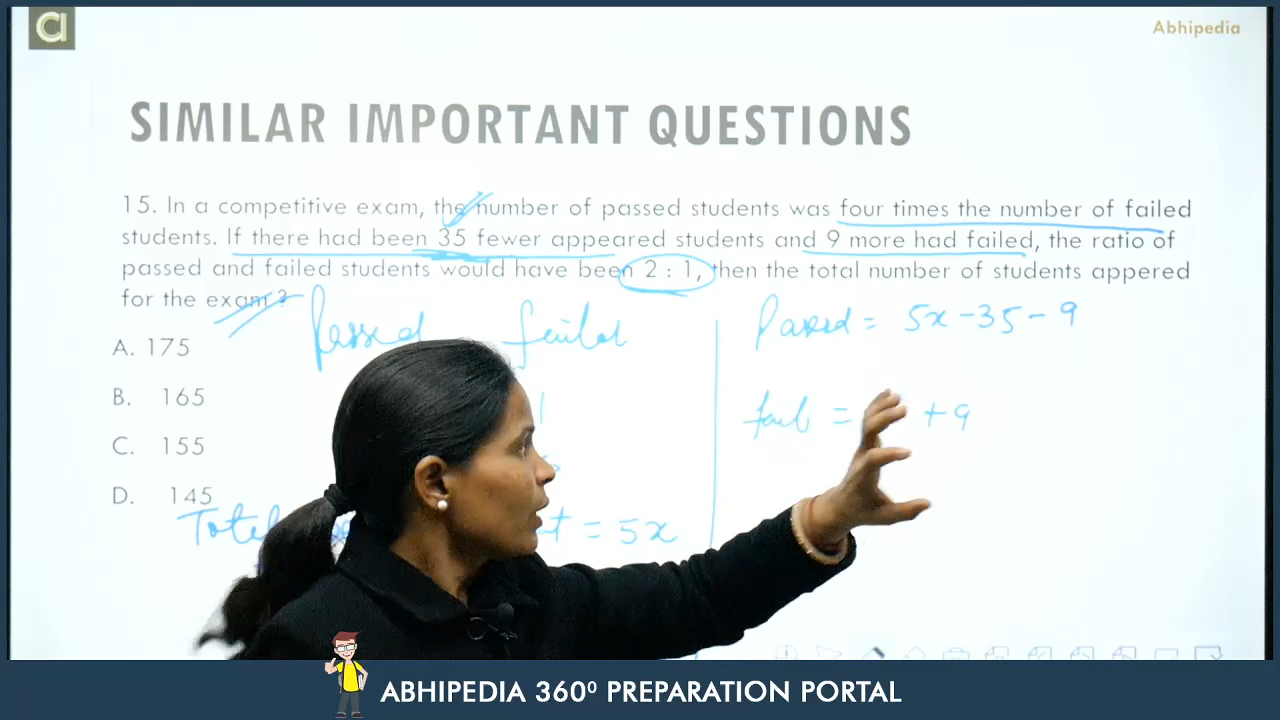 a
Abhipedia
SIMILAR IMPORTANT QUESTIONS
15. In a competitive exam, the number of passed students was four times the number of failed
students. If there had been 35 fewer appeared students and 9 more had failed, the ratio of
passed and failed students would have been 2 : 1, then the total number of students appered
for the exam ?
Passed
Passed = 5x - 35 - 9
A. 175
B. 165
1
fail = + 9
C. 155
D. 145
Total = 5x
ABHIPEDIA 360⁰ PREPARATION PORTAL